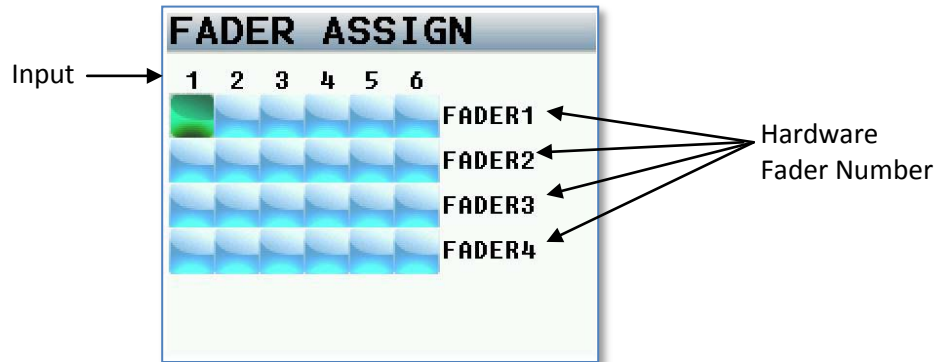 FADER ASSIGN
Input
1 2 3 4 5 6
FADER1
FADER2
FADER3
FADER4
Hardware
Fader Number